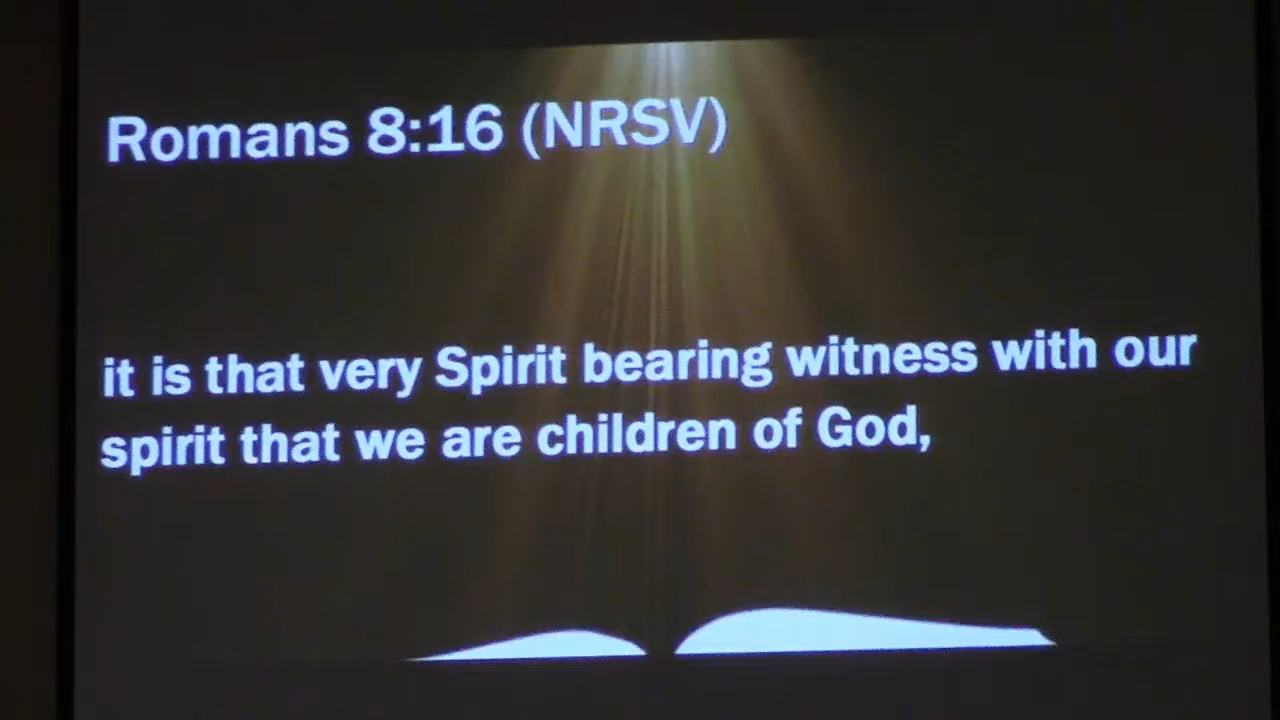 Romans 8:16 (NRSV)
it is that very Spirit bearing witness with our
spirit that we are children of God,